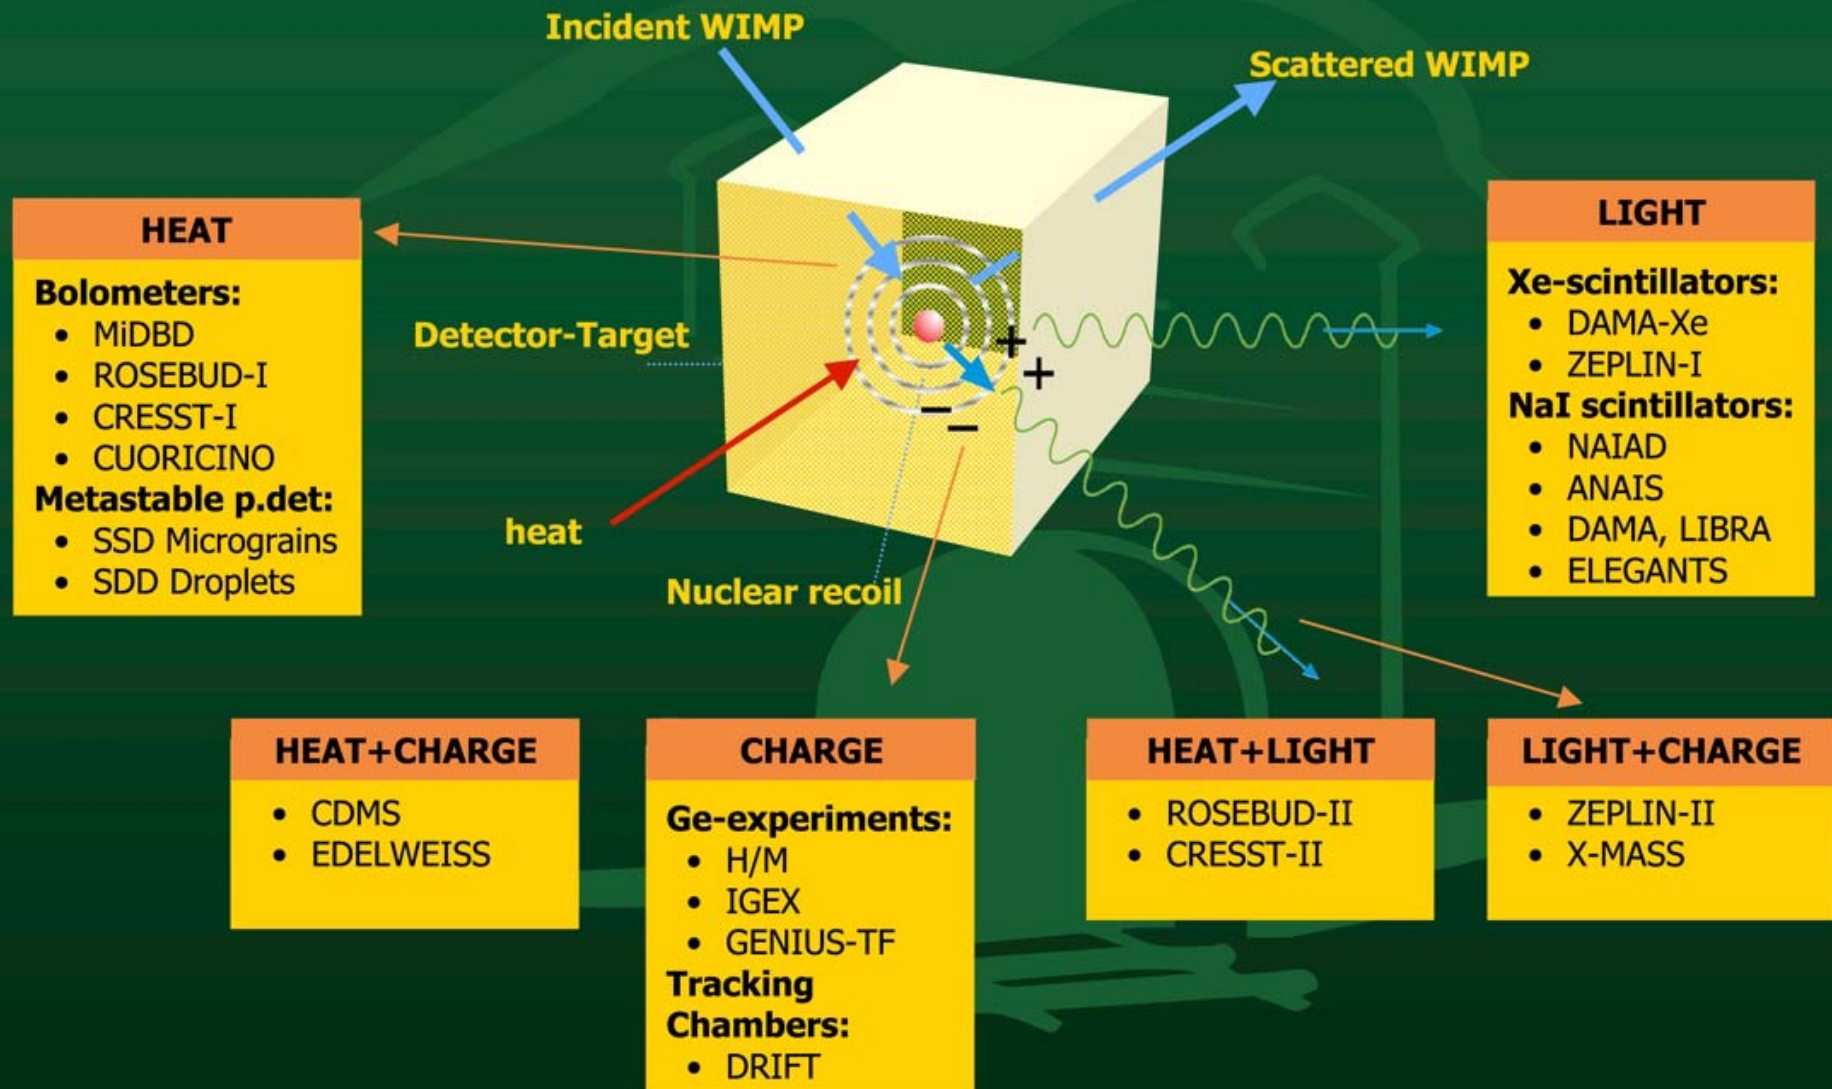 Incident WIMP
Scattered WIMP
HEAT
Bolometers:
• MiDBD
• ROSEBUD-I
• CRESST-I
• CUORICINO
Metastable p.det:
• SSD Micrograins
• SDD Droplets
Detector-Target
+
+
−
−
heat
Nuclear recoil
LIGHT
Xe-scintillators:
• DAMA-Xe
• ZEPLIN-I
NaI scintillators:
• NAIAD
• ANAIS
• DAMA, LIBRA
• ELEGANTS
HEAT+CHARGE
• CDMS
• EDELWEISS
CHARGE
Ge-experiments:
• H/M
• IGEX
• GENIUS-TF
Tracking
Chambers:
• DRIFT
HEAT+LIGHT
• ROSEBUD-II
• CRESST-II
LIGHT+CHARGE
• ZEPLIN-II
• X-MASS